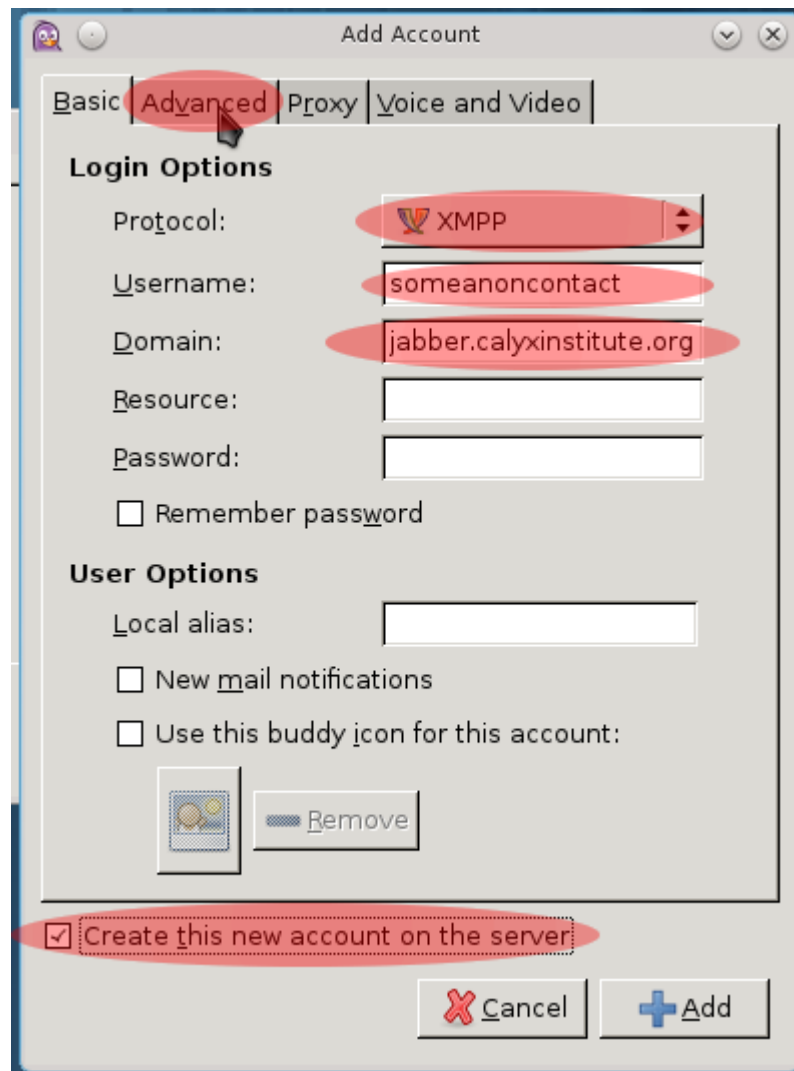 Add Account
Basic Advanced Proxy Voice and Video
Login Options
Protocol: XMPP
Username: someanoncontact
Domain: jabber.calyxinstitute.org
Resource:
Password:
Remember password
User Options
Local alias:
New mail notifications
Use this buddy icon for this account:
Remove
Create this new account on the server
Cancel Add